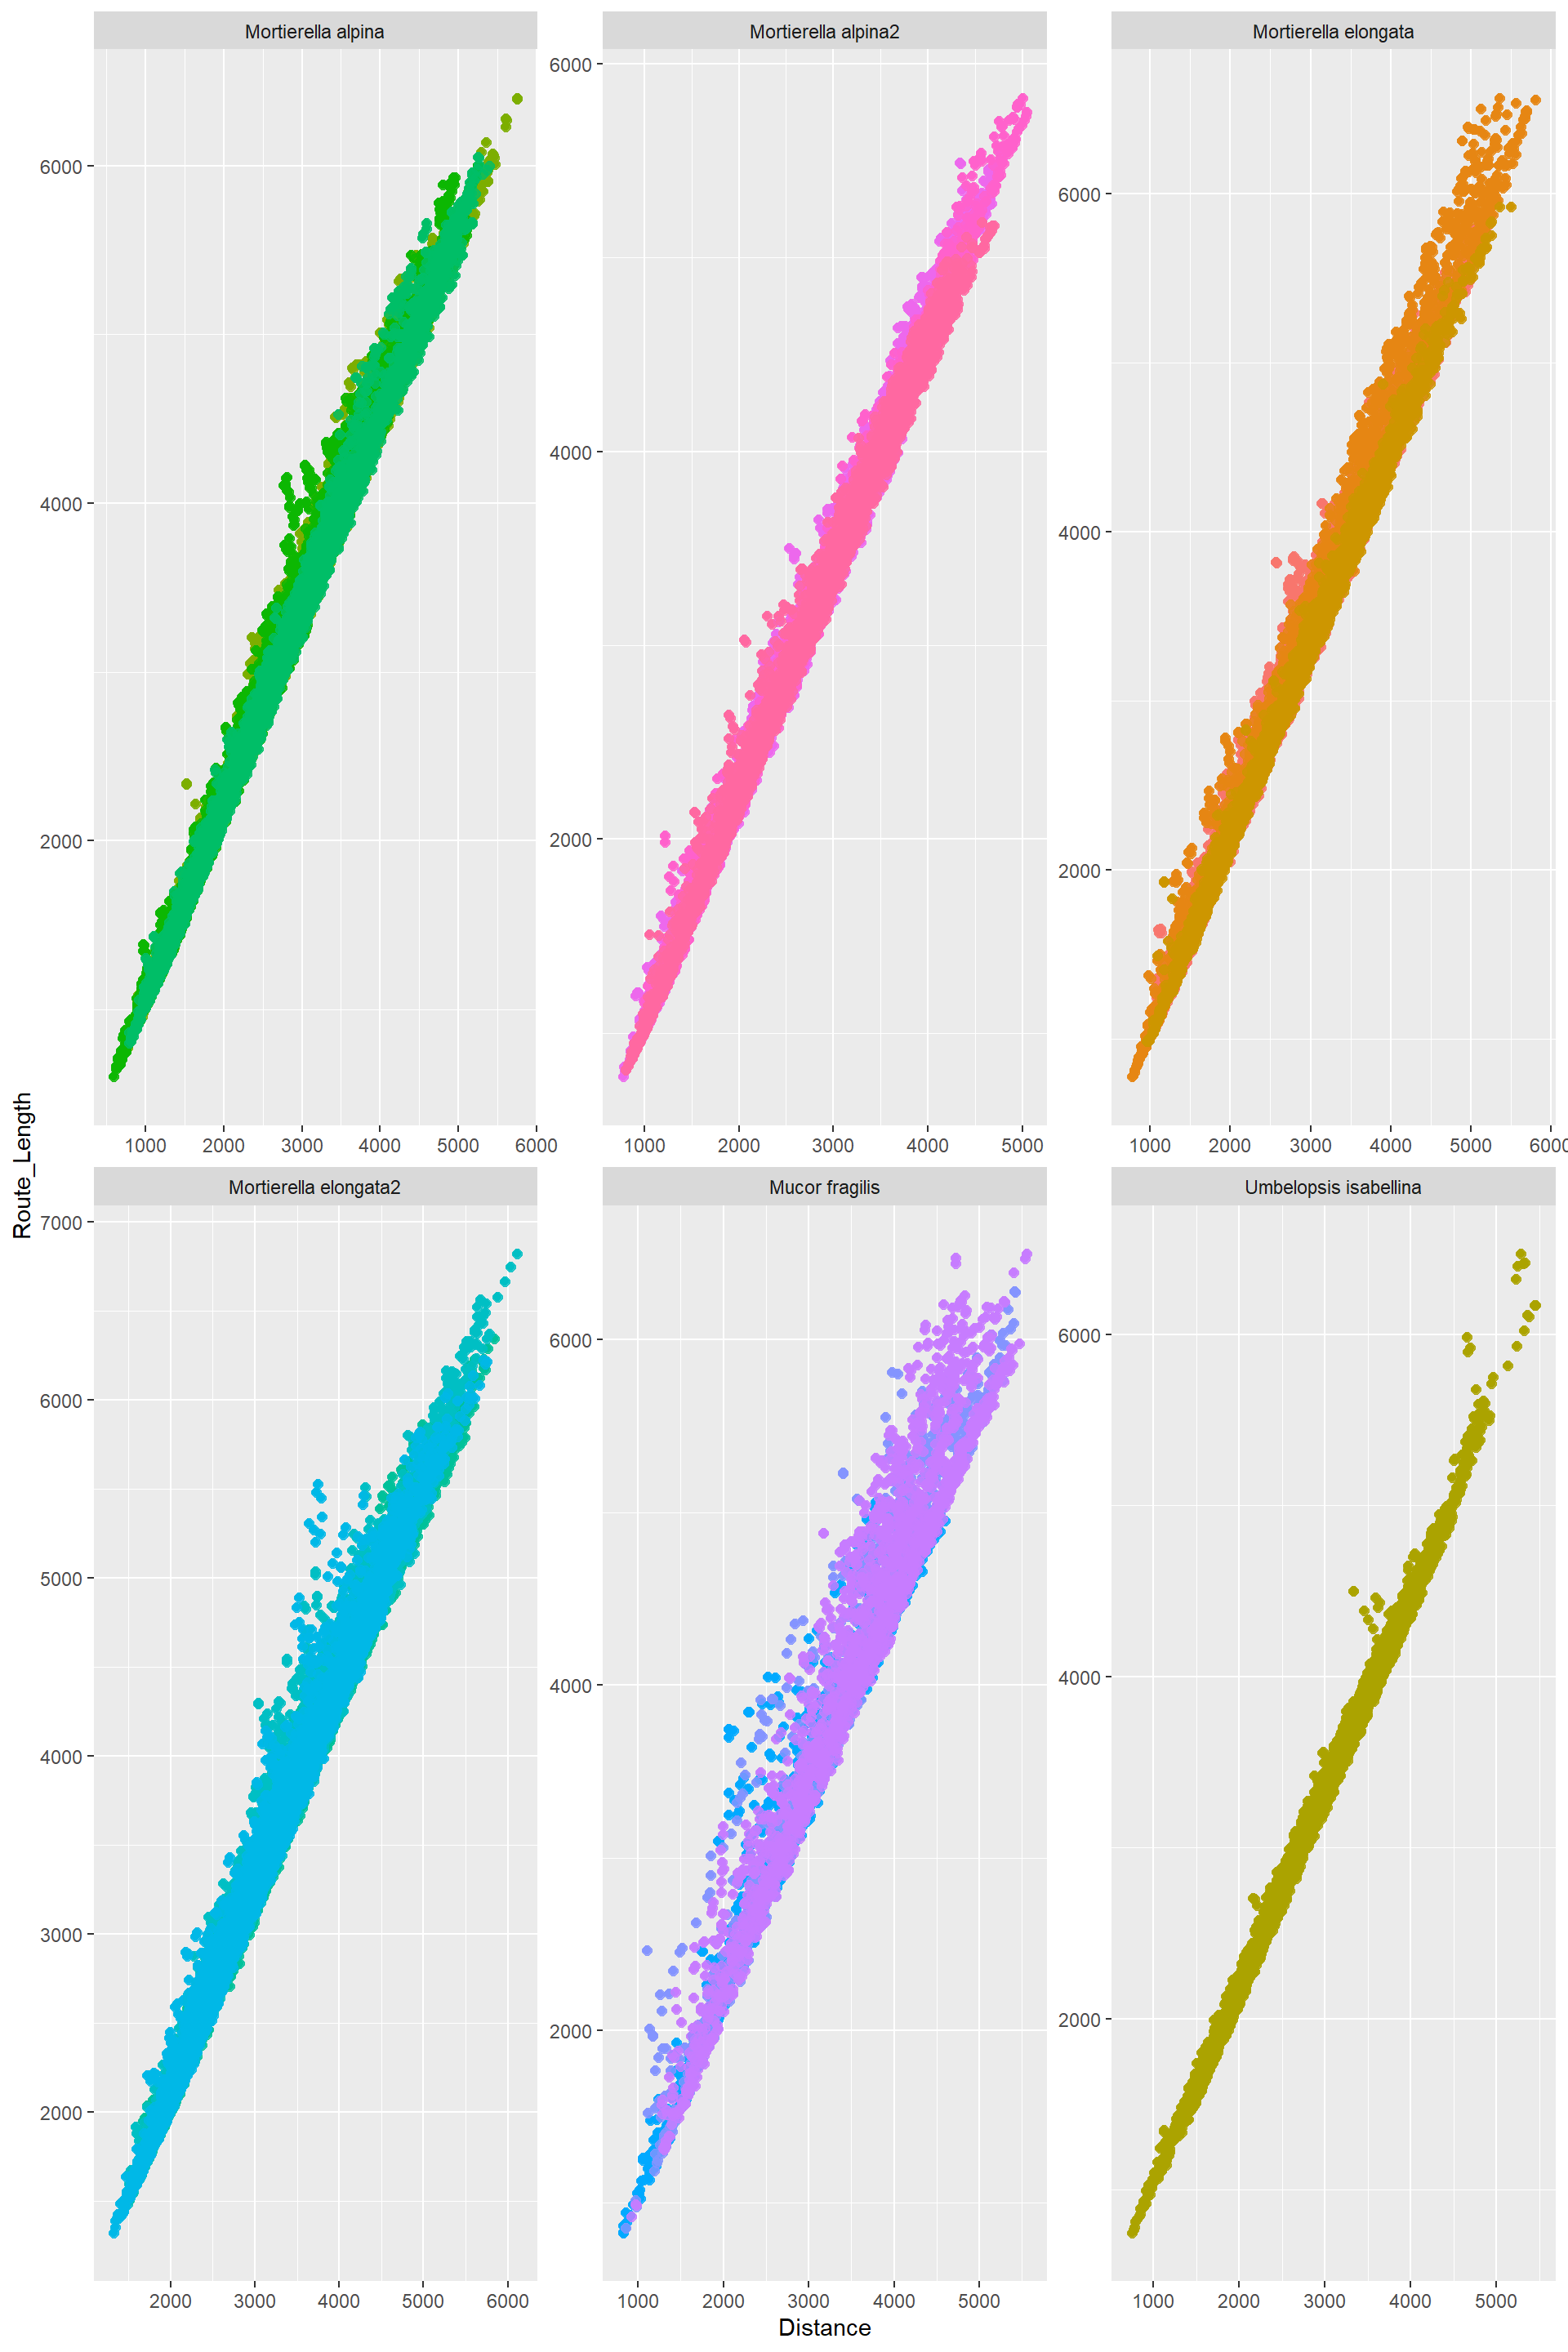 Mortierella alpina
Mortierella alpina2
Mortierella elongata
6000
4000
2000
6000
4000
2000
6000
4000
2000
1000 2000 3000 4000 5000 6000
1000 2000 3000 4000 5000
1000 2000 3000 4000 5000 6000
Route_Length
Mortierella elongata2
Mucor fragilis
Umbelopsis isabellina
7000
6000
5000
4000
3000
2000
6000
4000
2000
6000
4000
2000
2000 3000 4000 5000 6000
1000 2000 3000 4000 5000
1000 2000 3000 4000 5000
Distance